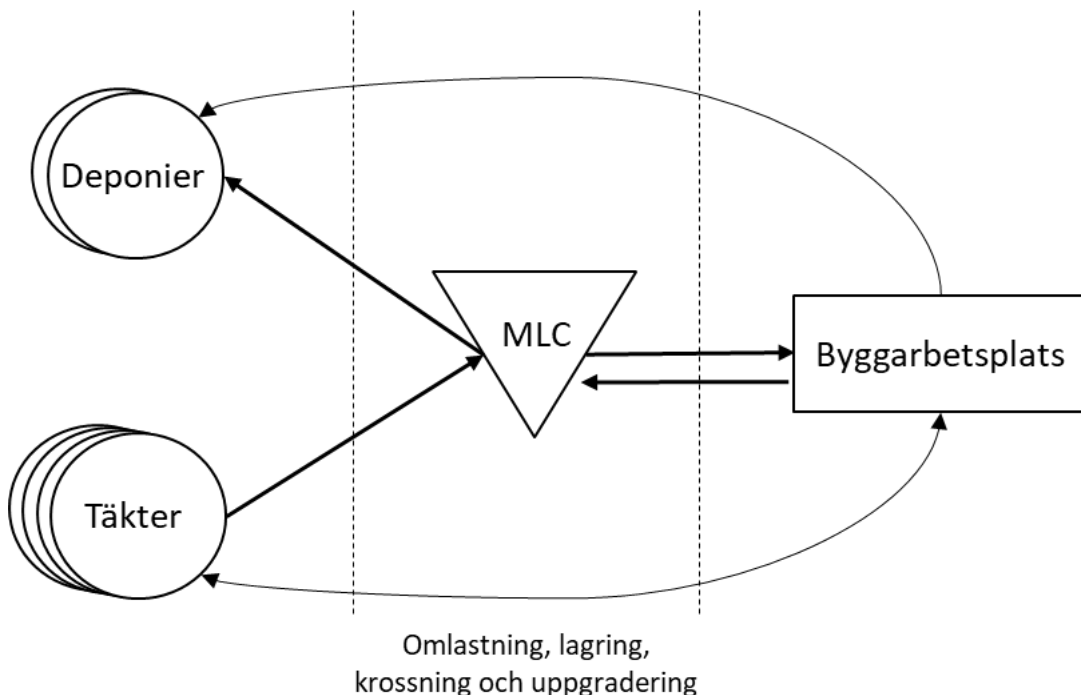 Deponier
MLC
Byggarbetsplats
Täkter
Omlastning, lagring,
krossning och uppgradering